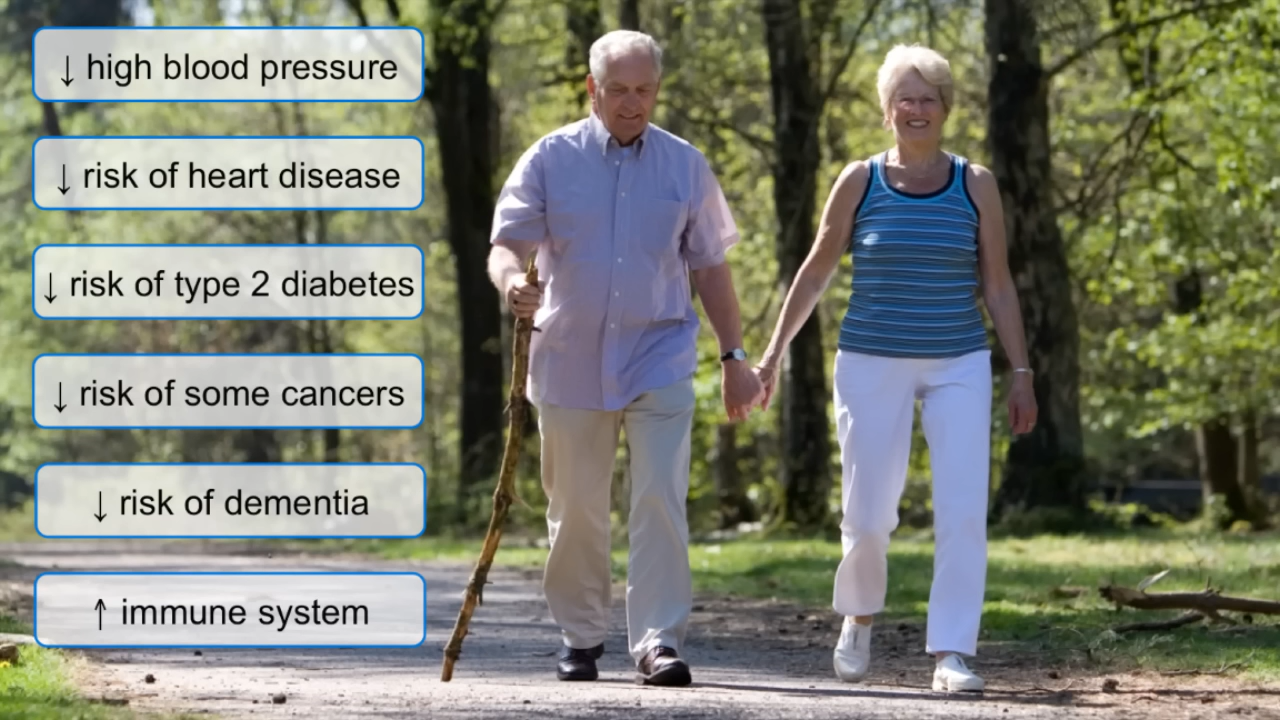 ↓ high blood pressure
↓ risk of heart disease
↓ risk of type 2 diabetes
↓ risk of some cancers
↓ risk of dementia
↑ immune system